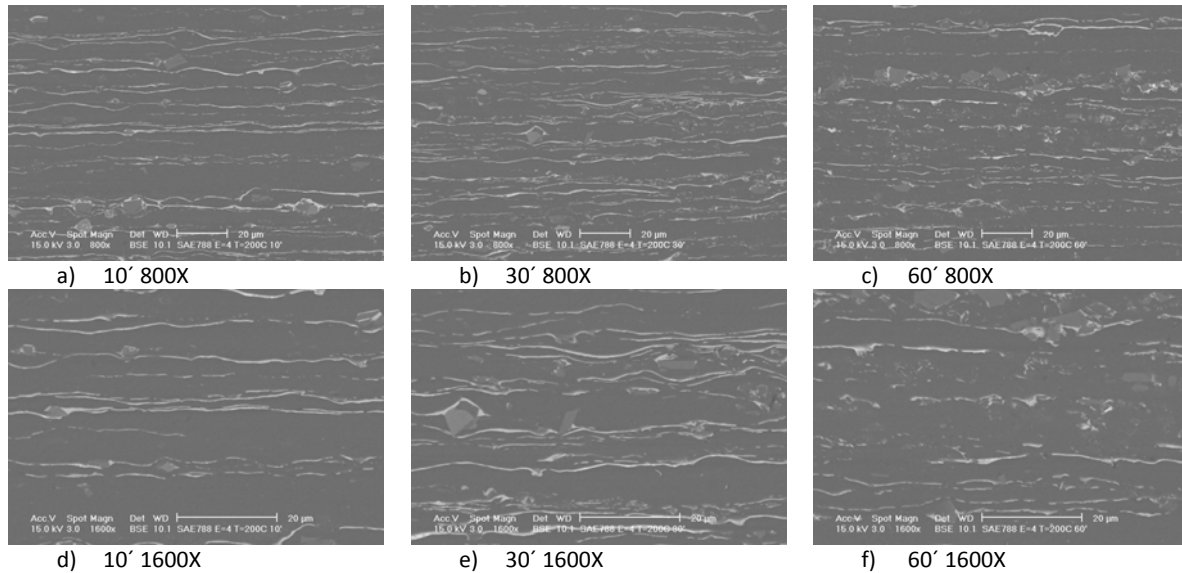 Acc.V Spot Magn Det WD 20 µm
15.0 kV 3.0 800x BSE 10.1 SAE788 E=4 T=200C 10'
Acc.V Spot Magn Det WD 20 µm
15.0 kV 3.0 800x BSE 10.1 SAE788 E=4 T=200C 30'
Acc.V Spot Magn Det WD 20 µm
15.0 kV 3.0 800x BSE 10.1 SAE788 E=4 T=200C 60'
a) 10´ 800X
b) 30´ 800X
c) 60´ 800X
Acc.V Spot Magn Det WD 20 µm
15.0 kV 3.0 1600x BSE 10.1 SAE788 E=4 T=200C 10'
Acc.V Spot Magn Det WD 20 µm
15.0 kV 3.0 1600x BSE 10.1 SAE788 E=4 T=200C 30'
Acc.V Spot Magn Det WD 20 µm
15.0 kV 3.0 1600x BSE 10.1 SAE788 E=4 T=200C 60'
d) 10´ 1600X
e) 30´ 1600X
f) 60´ 1600X